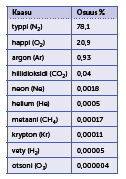 Kaasu Osuus %
typpi (N₂) 78,1
happi (O₂) 20,9
argon (Ar) 0,93
hiilidioksidi (CO₂) 0,04
neon (Ne) 0,0018
helium (He) 0,0005
metaani (CH₄) 0,00017
krypton (Kr) 0,00011
vety (H₂) 0,00005
otsoni (O₃) 0,000004